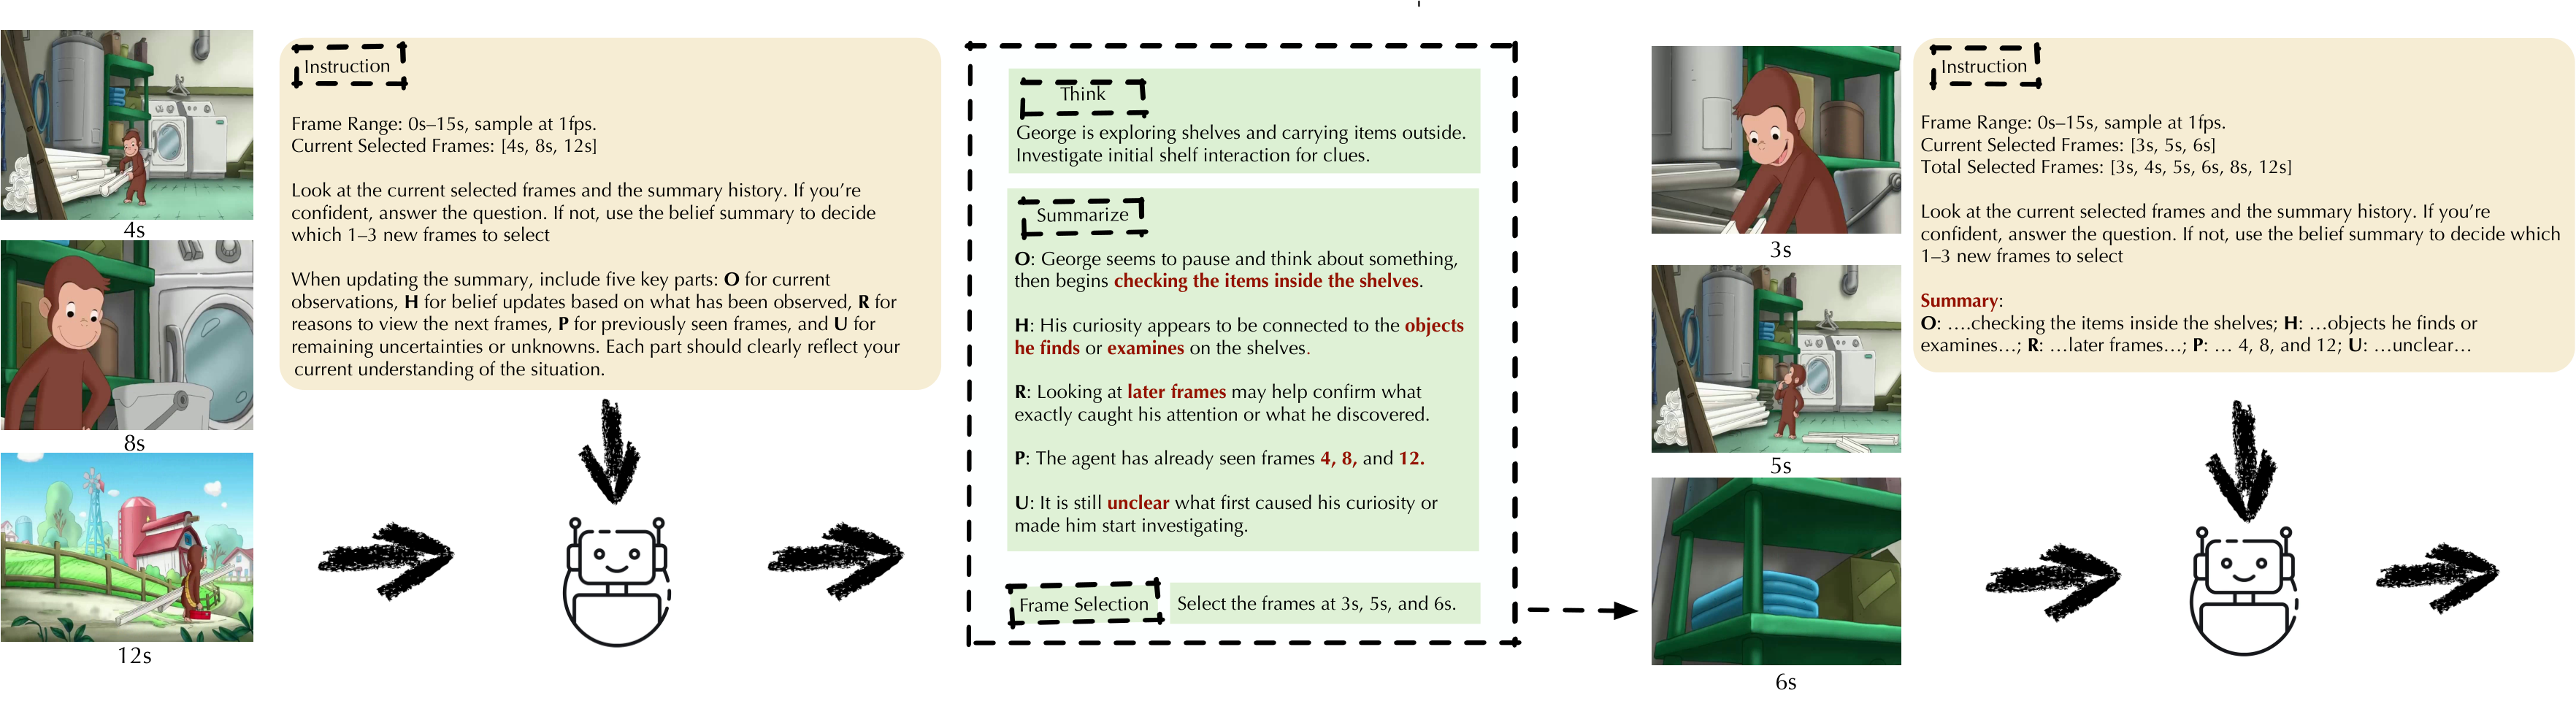 4s
8s
12s
Instruction
Frame Range: 0s–15s, sample at 1fps.
Current Selected Frames: [4s, 8s, 12s]
Look at the current selected frames and the summary history. If you're
confident, answer the question. If not, use the belief summary to decide
which 1–3 new frames to select
When updating the summary, include five key parts: O for current
observations, H for belief updates based on what has been observed, R for
reasons to view the next frames, P for previously seen frames, and U for
remaining uncertainties or unknowns. Each part should clearly reflect your
current understanding of the situation.
Think
George is exploring shelves and carrying items outside.
Investigate initial shelf interaction for clues.
Summarize
O: George seems to pause and think about something,
then begins checking the items inside the shelves.
H: His curiosity appears to be connected to the objects
he finds or examines on the shelves.
R: Looking at later frames may help confirm what
exactly caught his attention or what he discovered.
P: The agent has already seen frames 4, 8, and 12.
U: It is still unclear what first caused his curiosity or
made him start investigating.
Frame Selection
Select the frames at 3s, 5s, and 6s.
3s
5s
6s
Instruction
Frame Range: 0s–15s, sample at 1fps.
Current Selected Frames: [3s, 5s, 6s]
Total Selected Frames: [3s, 4s, 5s, 6s, 8s, 12s]
Look at the current selected frames and the summary history. If you're
confident, answer the question. If not, use the belief summary to decide which
1–3 new frames to select
Summary:
O: ….checking the items inside the shelves; H: …objects he finds or
examines…; R: …later frames…; P: … 4, 8, and 12; U: …unclear…